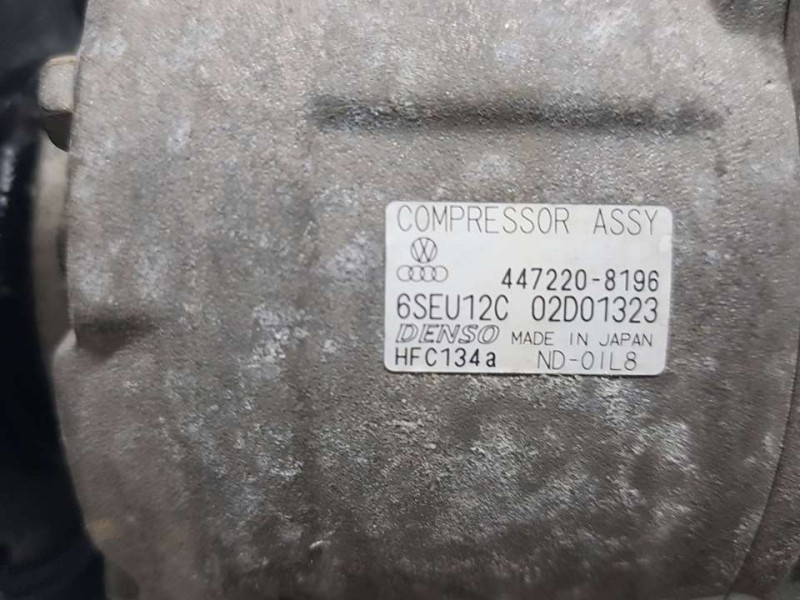 COMPRESSOR ASSY
447220-8196
6SEU12C 02D01323
DENSO MADE IN JAPAN
HFC134a ND-OIL8